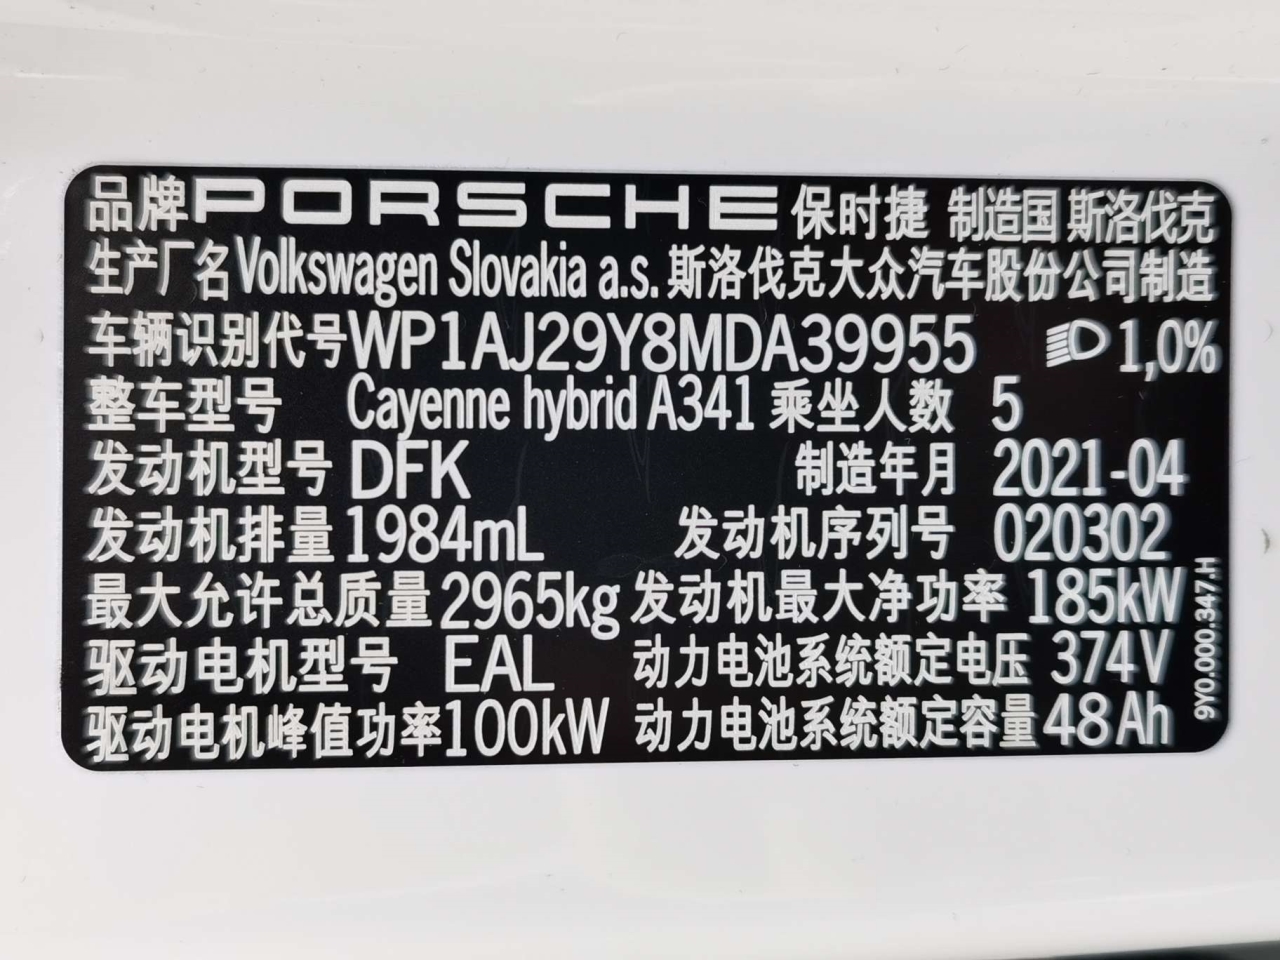 品牌PORSCHE 保时捷 制造国 斯洛伐克
生产厂名Volkswagen Slovakia a.s.斯洛伐克大众汽车股份公司制造
车辆识别代号WP1AJ29Y8MDA39955 1,0%
整车型号 Cayenne hybrid A341 乘坐人数 5
发动机型号 DFK 制造年月 2021-04
发动机排量1984mL 发动机序列号 020302
最大允许总质量2965kg 发动机最大净功率 185kW
驱动电机型号 EAL 动力电池系统额定电压 374V
驱动电机峰值功率100kW 动力电池系统额定容量48Ah
9Y0.000.347.H